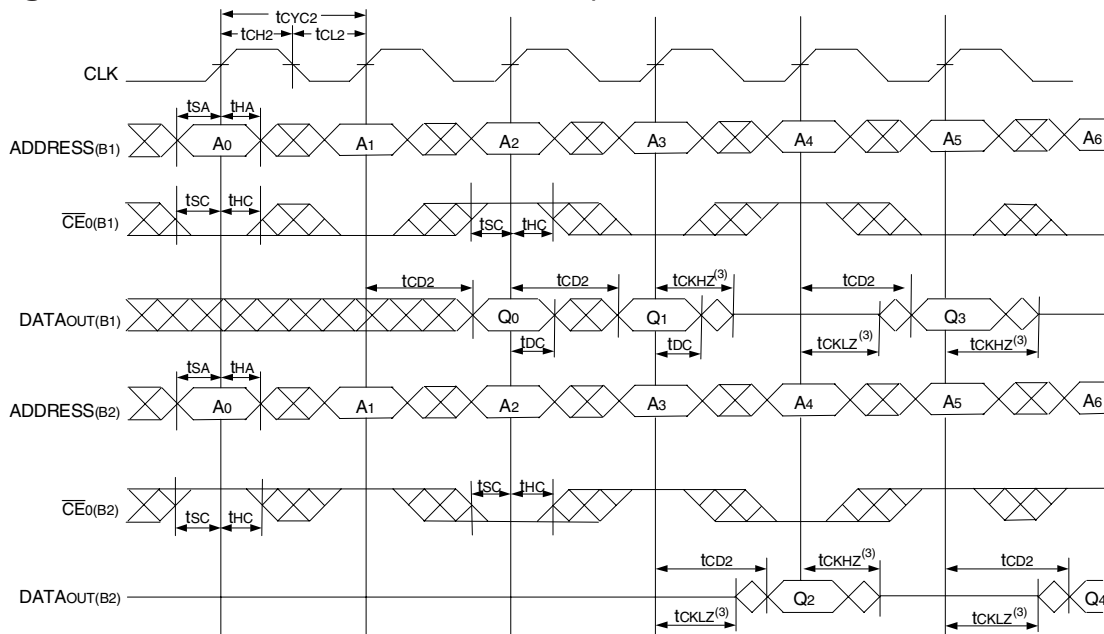 tCYC2
tCH2 tCL2
CLK
tSA tHA
ADDRESS(B1) A0 A1 A2 A3 A4 A5 A6
tSC tHC
CE0(B1) tSC tHC
tCD2 tCD2 tCKHZ(3) tCD2
DATAOUT(B1) Q0 Q1 Q3
tDC tDC tCKLZ(3) tCKHZ(3)
tSA tHA
ADDRESS(B2) A0 A1 A2 A3 A4 A5 A6
tSC tHC
CE0(B2)
tSC tHC
tCD2 tCKHZ(3) tCD2
DATAOUT(B2) Q2 Q4
tCKLZ(3) tCKLZ(3)